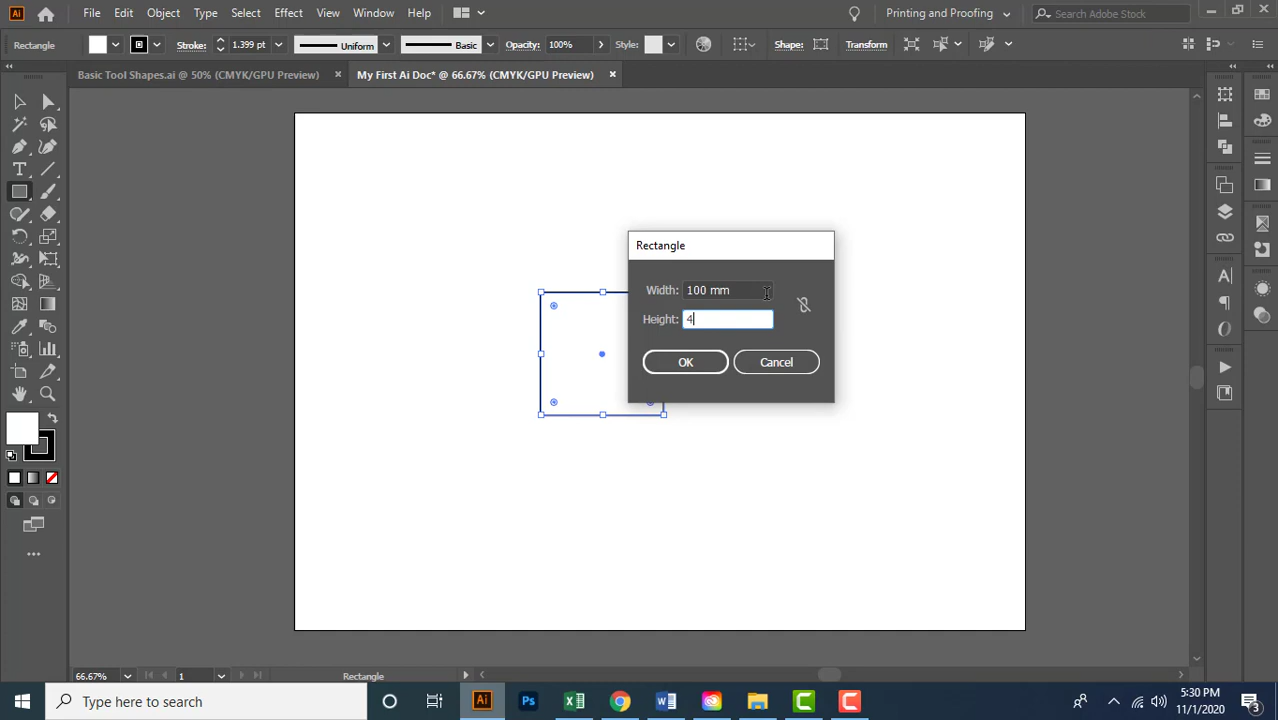 Ai File Edit Object Type Select Effect View Window Help Printing and Proofing Search Adobe Stock
Rectangle Stroke: 1.399 pt Uniform Basic Opacity: 100% Style: Shape: Transform
Basic Tool Shapes.ai @ 50% (CMYK/GPU Preview) My First Ai Doc* @ 66.67% (CMYK/GPU Preview)
Rectangle
Width: 100 mm
Height: 4
OK Cancel
66.67% 1 Rectangle
Type here to search
5:30 PM
11/1/2020
3